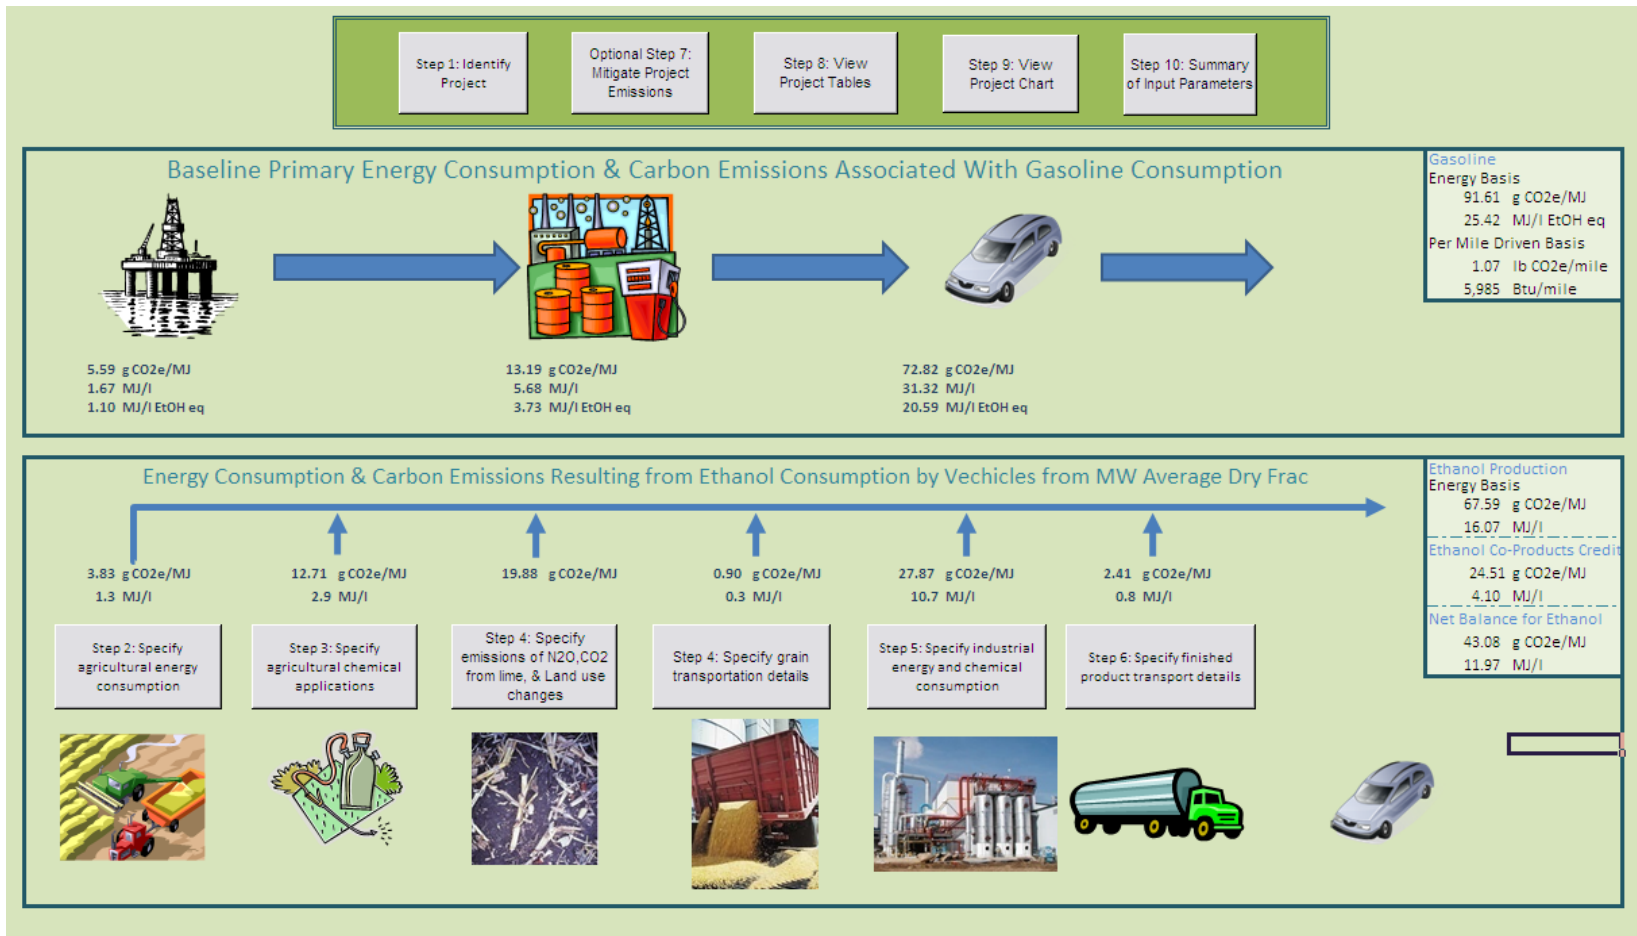 Step 1: Identify
Project
Optional Step 7:
Mitigate Project
Emissions
Step 8: View
Project Tables
Step 9: View
Project Chart
Step 10: Summary
of Input Parameters
Baseline Primary Energy Consumption & Carbon Emissions Associated With Gasoline Consumption
Gasoline
Energy Basis
91.61 g CO2e/MJ
25.42 MJ/l EtOH eq
Per Mile Driven Basis
1.07 lb CO2e/mile
5,985 Btu/mile
5.59 g CO2e/MJ
1.67 MJ/l
1.10 MJ/l EtOH eq
13.19 g CO2e/MJ
5.68 MJ/l
3.73 MJ/l EtOH eq
72.82 g CO2e/MJ
31.32 MJ/l
20.59 MJ/l EtOH eq
Energy Consumption & Carbon Emissions Resulting from Ethanol Consumption by Vechicles from MW Average Dry Frac
Ethanol Production
Energy Basis
67.59 g CO2e/MJ
16.07 MJ/l
Ethanol Co-Products Credit
24.51 g CO2e/MJ
4.10 MJ/l
Net Balance for Ethanol
43.08 g CO2e/MJ
11.97 MJ/l
3.83 g CO2e/MJ
1.3 MJ/l
12.71 g CO2e/MJ
2.9 MJ/l
19.88 g CO2e/MJ
0.90 g CO2e/MJ
0.3 MJ/l
27.87 g CO2e/MJ
10.7 MJ/l
2.41 g CO2e/MJ
0.8 MJ/l
Step 2: Specify
agricultural energy
consumption
Step 3: Specify
agricultural chemical
applications
Step 4: Specify
emissions of N2O,CO2
from lime, & Land use
changes
Step 4: Specify grain
transportation details
Step 5: Specify industrial
energy and chemical
consumption
Step 6: Specify finished
product transport details